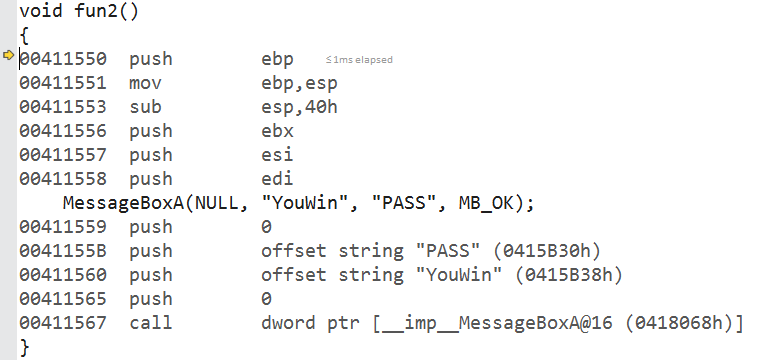 void fun2()
{
00411550  push        ebp  ≤1ms elapsed
00411551  mov         ebp,esp
00411553  sub         esp,40h
00411556  push        ebx
00411557  push        esi
00411558  push        edi
    MessageBoxA(NULL, "YouWin", "PASS", MB_OK);
00411559  push        0
0041155B  push        offset string "PASS" (0415B30h)
00411560  push        offset string "YouWin" (0415B38h)
00411565  push        0
00411567  call        dword ptr [__imp__MessageBoxA@16 (0418068h)]
}